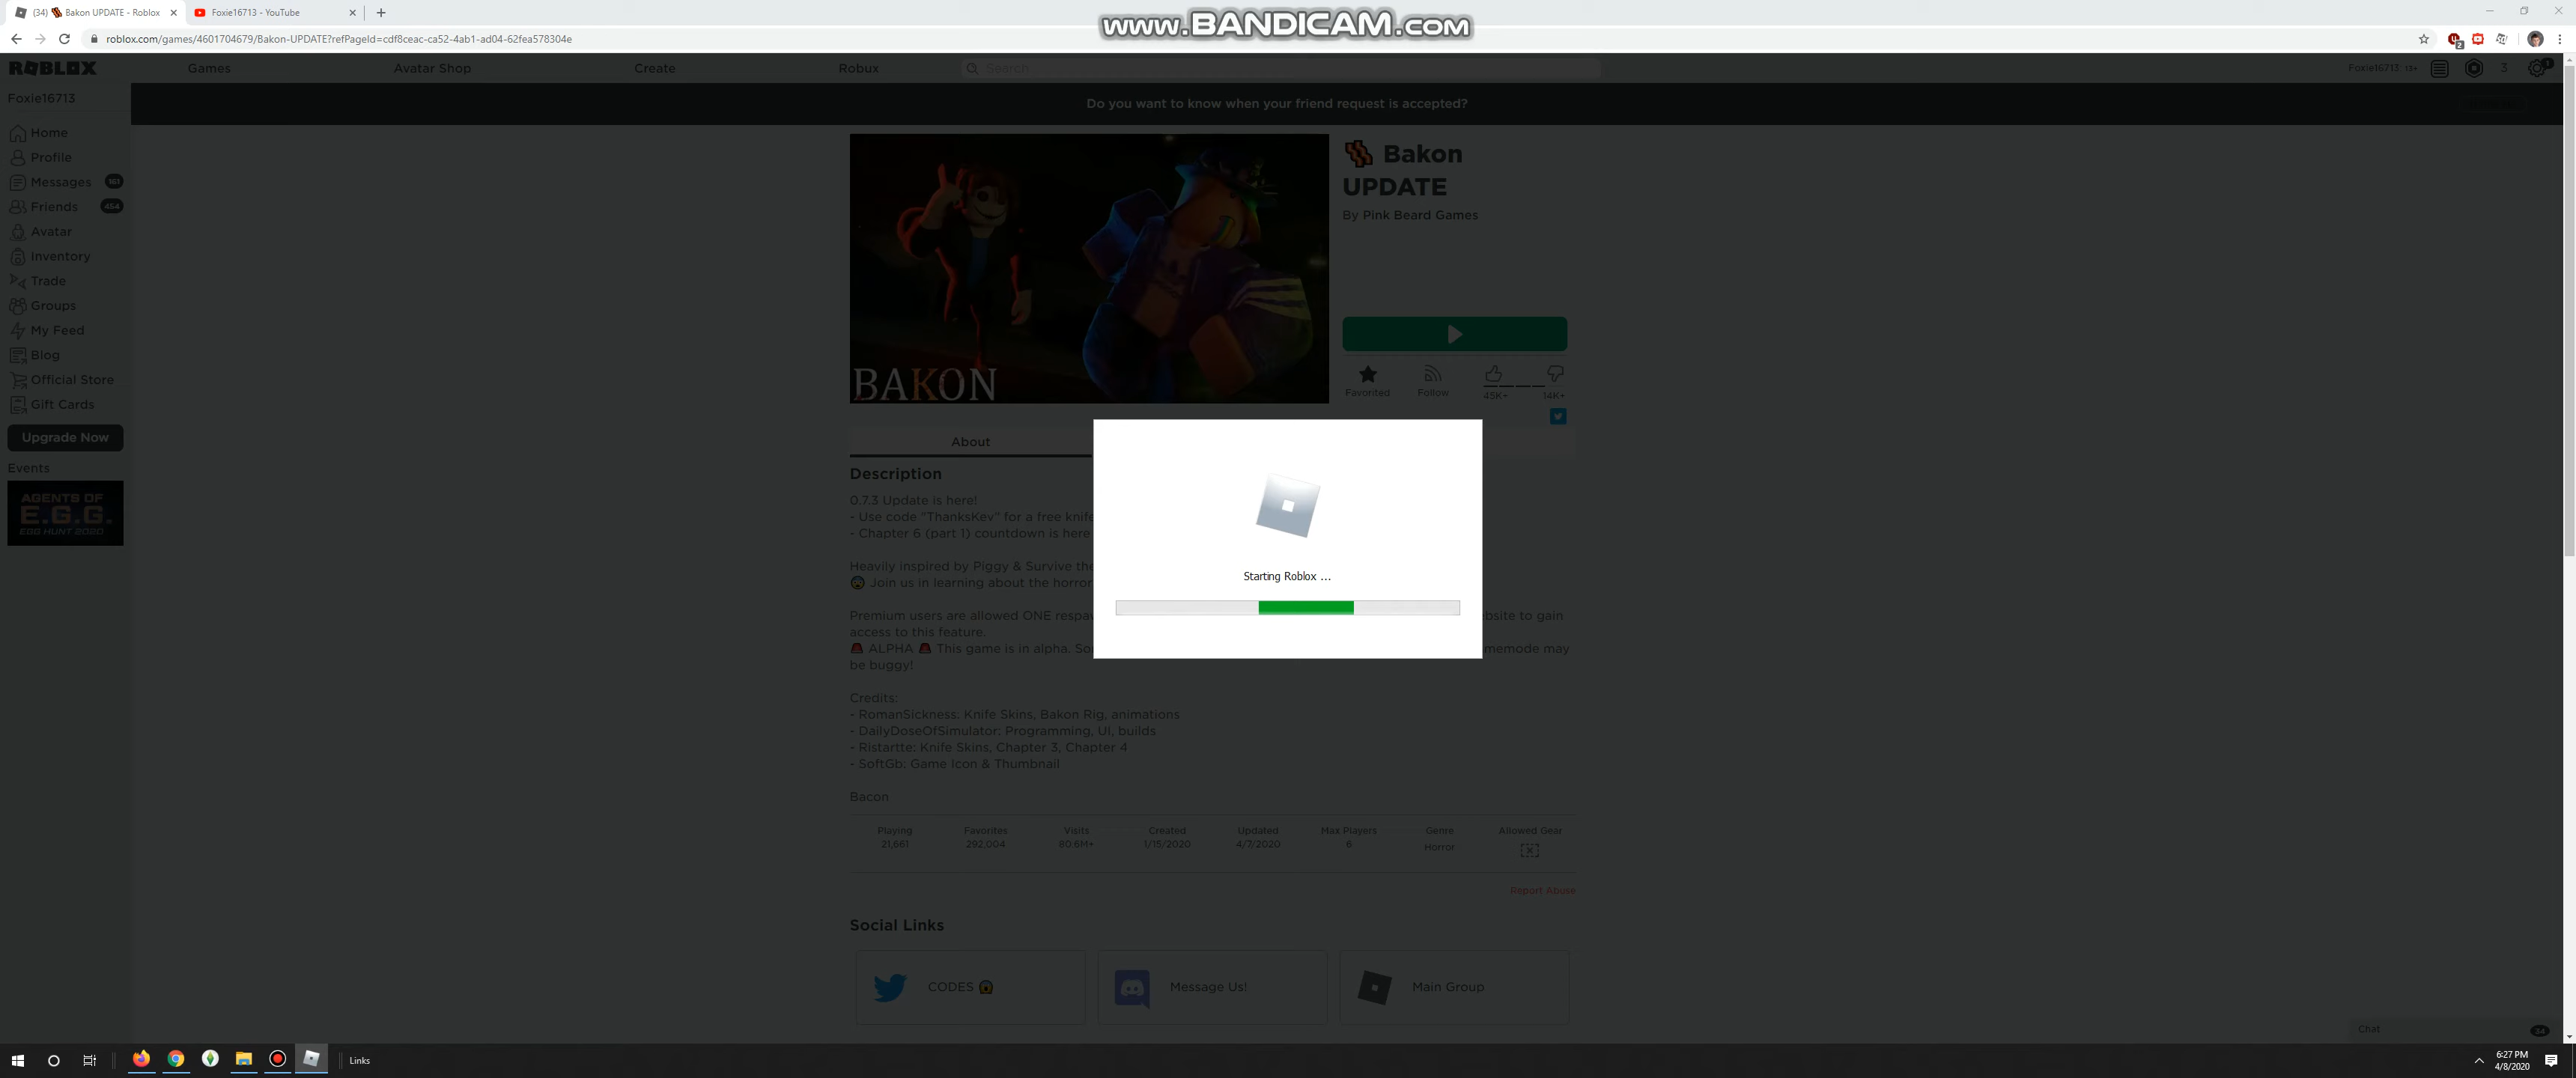 (34) Bakon UPDATE - Roblox
Foxie16713 - YouTube
www.BANDICAM.com
roblox.com/games/4601704679/Bakon-UPDATE?refPageId=cdf8ceac-ca52-4ab1-ad04-62fea578304e
2
ROBLOX
Games
Avatar Shop
Create
Robux
Search
Foxie16713: 13+
3
1
Foxie16713
Do you want to know when your friend request is accepted?
Home
Profile
Messages 161
Friends 454
Avatar
Inventory
Trade
Groups
My Feed
Blog
Official Store
Gift Cards
Upgrade Now
Events
AGENTS OF
E.G.G.
EGG HUNT 2020
BAKON
Bakon
UPDATE
By Pink Beard Games
Favorited
Follow
45K+
14K+
About
Description
0.7.3 Update is here!
- Use code "ThanksKev" for a free knife
- Chapter 6 (part 1) countdown is here
Heavily inspired by Piggy & Survive the
😨 Join us in learning about the horror
Premium users are allowed ONE respaw
bsite to gain
access to this feature.
🚨 ALPHA 🚨 This game is in alpha. So
memode may
be buggy!
Starting Roblox ...
Credits:
- RomanSickness: Knife Skins, Bakon Rig, animations
- DailyDoseOfSimulator: Programming, UI, builds
- Ristartte: Knife Skins, Chapter 3, Chapter 4
- SoftGb: Game Icon & Thumbnail
Bacon
Playing Favorites Visits Created Updated Max Players Genre Allowed Gear
21,661 292,004 80.6M+ 1/15/2020 4/7/2020 6 Horror
Report Abuse
Social Links
CODES 😱
Message Us!
Main Group
Chat
34
Links
6:27 PM
4/8/2020